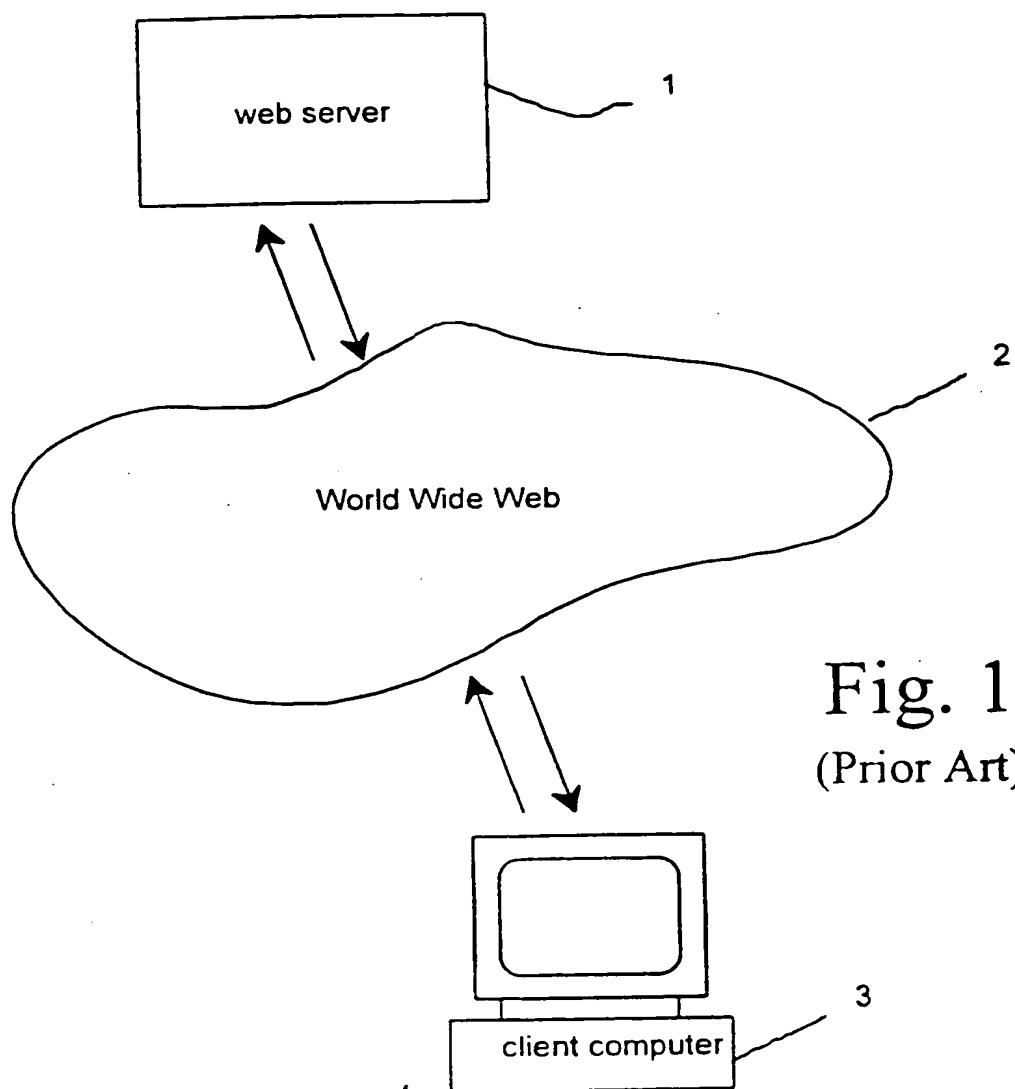 web server
1
2
World Wide Web
Fig. 1
(Prior Art)
3
client computer